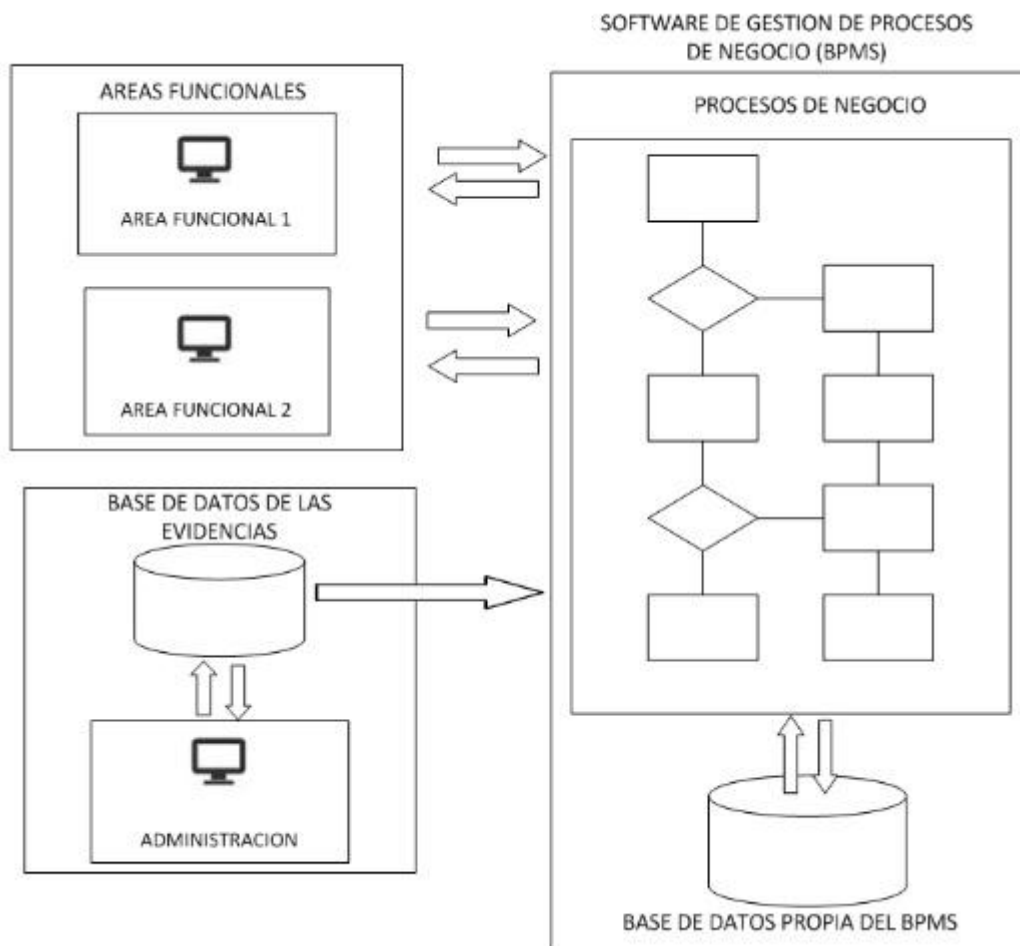 SOFTWARE DE GESTION DE PROCESOS
DE NEGOCIO (BPMS)
AREAS FUNCIONALES
AREA FUNCIONAL 1
AREA FUNCIONAL 2
BASE DE DATOS DE LAS
EVIDENCIAS
ADMINISTRACION
PROCESOS DE NEGOCIO
BASE DE DATOS PROPIA DEL BPMS